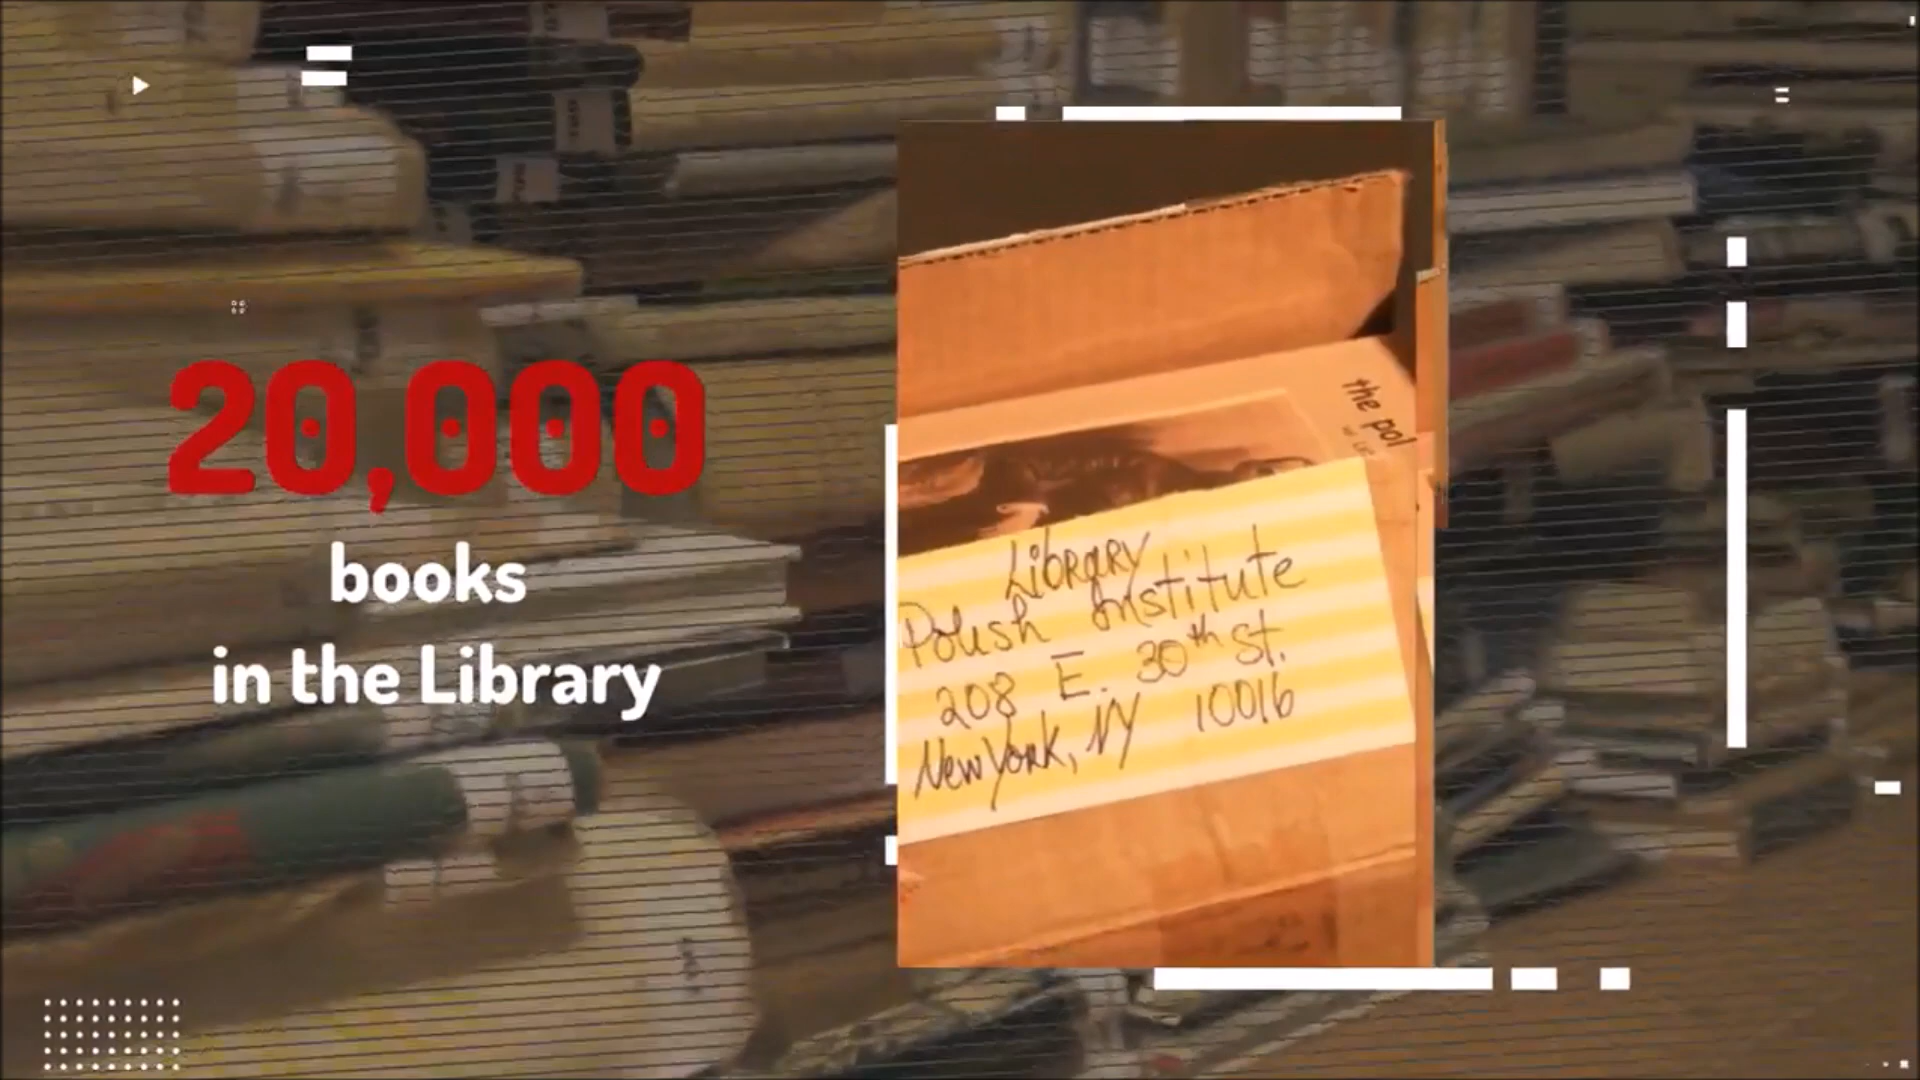 20,000
books
in the Library
the pol
Library
Polish Institute
208 E. 30th St.
New York, NY 10016